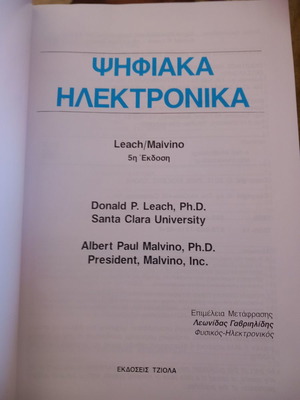 ΨΗΦΙΑΚΑ
ΗΛΕΚΤΡΟΝΙΚΑ
Leach/Malvino
5η Έκδοση
Donald P. Leach, Ph.D.
Santa Clara University
Albert Paul Malvino, Ph.D.
President, Malvino, Inc.
Επιμέλεια Μετάφρασης
Λεωνίδας Γαβριηλίδης
Φυσικός-Ηλεκτρονικός
ΕΚΔΟΣΕΙΣ ΤΖΙΟΛΑ